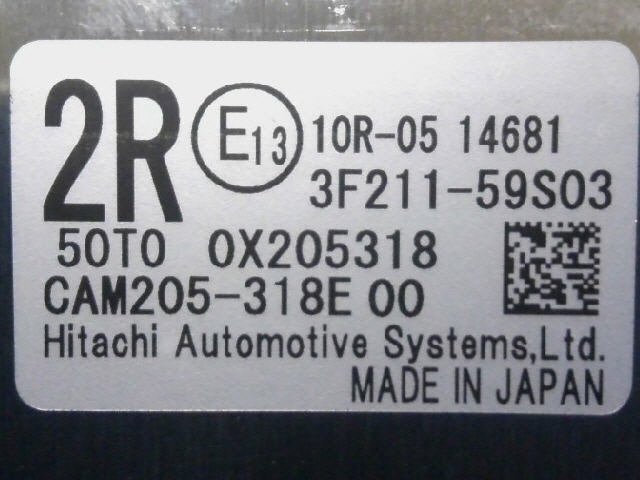 2R E13 10R-05 14681
3F211-59S03
50T0 0X205318
CAM205-318E 00
Hitachi Automotive Systems,Ltd.
MADE IN JAPAN